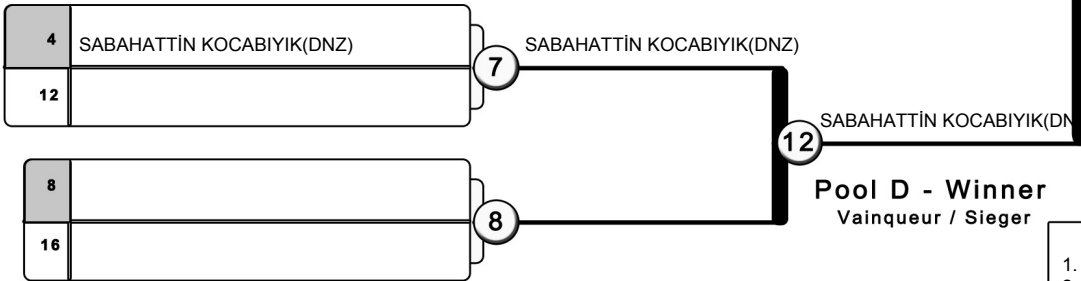 4 SABAHATTİN KOCABIYIK(DNZ)
12
7
SABAHATTİN KOCABIYIK(DNZ)
8
16
8
12
SABAHATTİN KOCABIYIK(DN
Pool D - Winner
Vainqueur / Sieger
1.